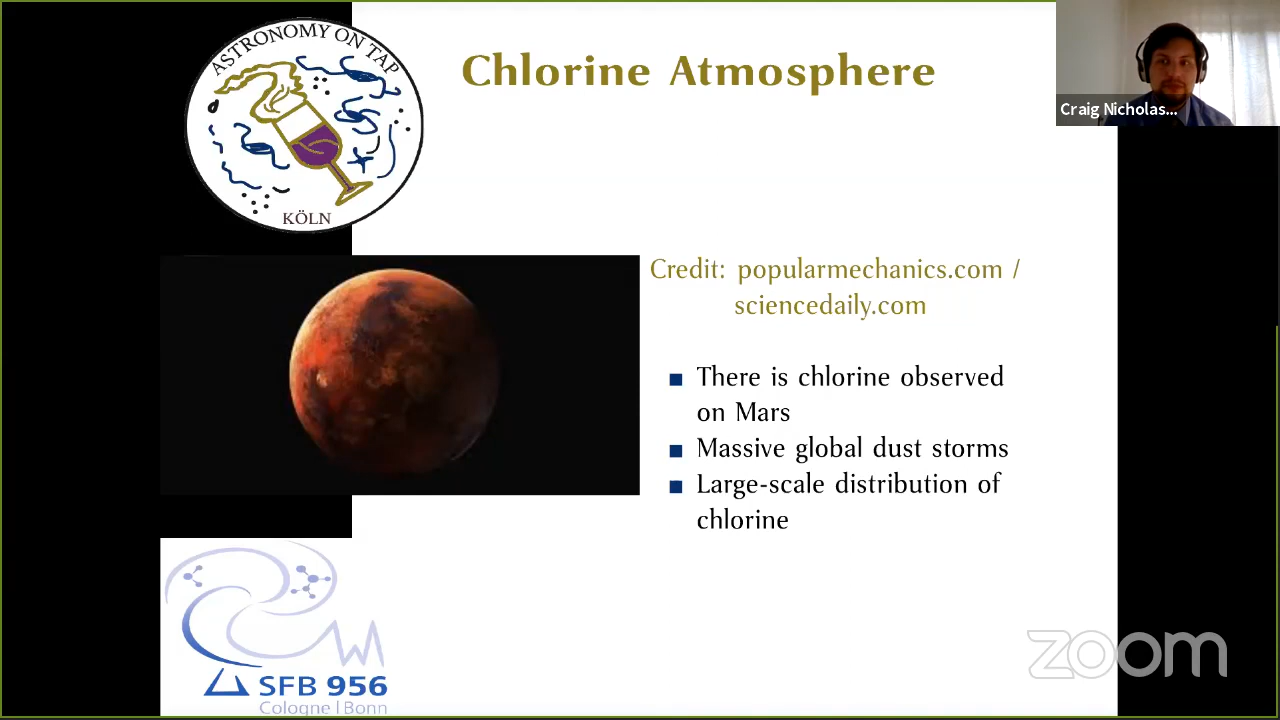 ASTRONOMY ON TAP
KÖLN
Chlorine Atmosphere
Craig Nicholas...
Credit: popularmechanics.com /
sciencedaily.com
■ There is chlorine observed
on Mars
■ Massive global dust storms
■ Large-scale distribution of
chlorine
SFB 956
Cologne | Bonn
zoom